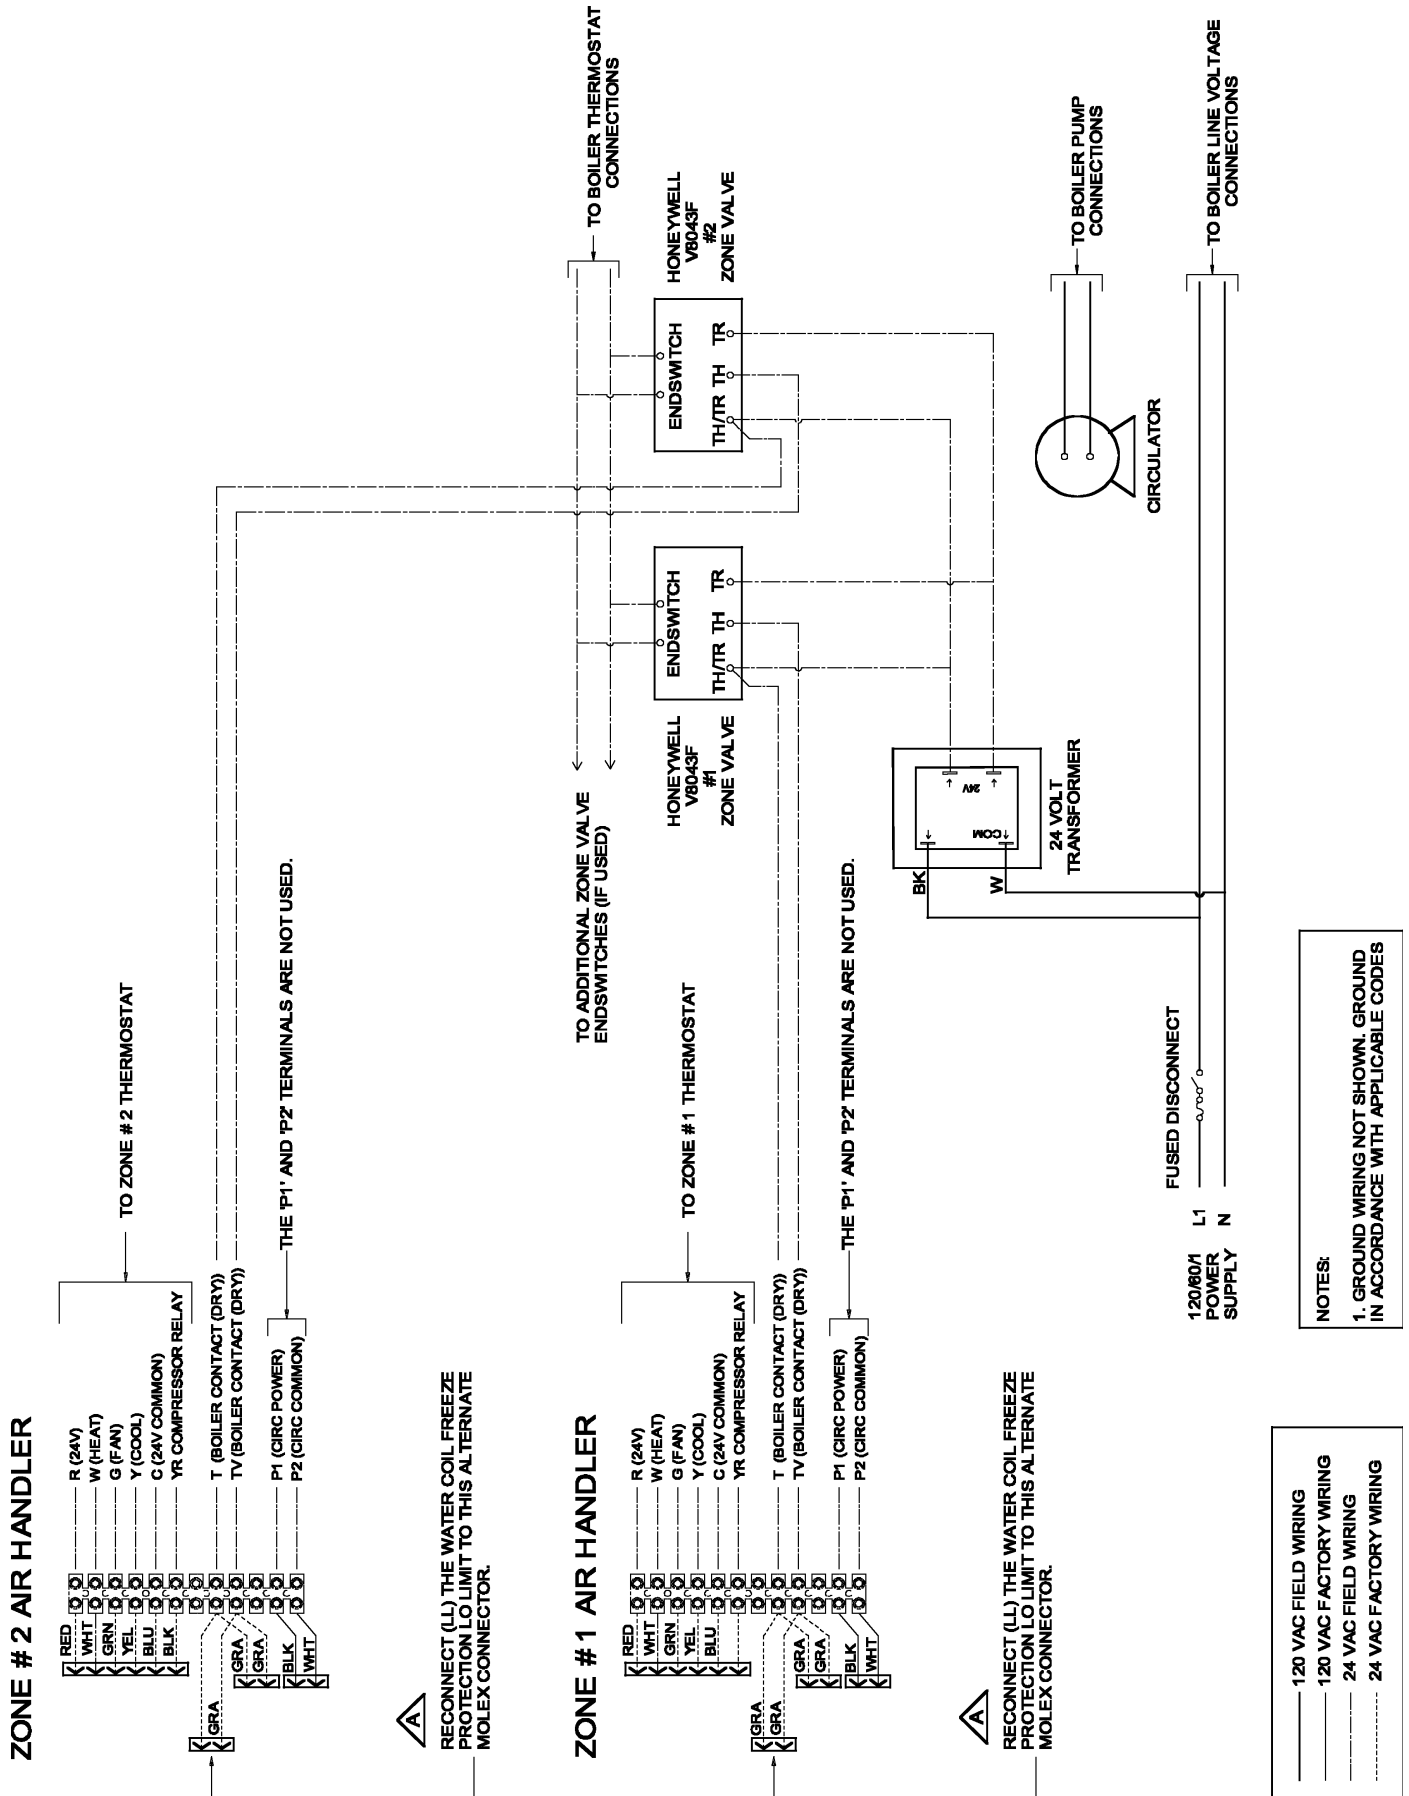 ZONE # 2 AIR HANDLER
RED
WHT
GRN
YEL
BLU
BLK
GRA
GRA
GRA
BLK
WHT
R (24V)
W (HEAT)
G (FAN)
Y (COOL)
C (24V COMMON)
YR COMPRESSOR RELAY
T (BOILER CONTACT (DRY))
TV (BOILER CONTACT (DRY))
P1 (CIRC POWER)
P2 (CIRC COMMON)
TO ZONE # 2 THERMOSTAT
THE 'P1' AND 'P2' TERMINALS ARE NOT USED.
A
RECONNECT (LL) THE WATER COIL FREEZE
PROTECTION LO LIMIT TO THIS ALTERNATE
MOLEX CONNECTOR.
TO BOILER THERMOSTAT
CONNECTIONS
TO ADDITIONAL ZONE VALVE
ENDSWITCHES (IF USED)
HONEYWELL
V8043F
#2
ZONE VALVE
ENDSWITCH
TH/TR
TH
TR
HONEYWELL
V8043F
#1
ZONE VALVE
ENDSWITCH
TH/TR
TH
TR
ZONE # 1 AIR HANDLER
RED
WHT
GRN
YEL
BLU
GRA
GRA
GRA
GRA
BLK
WHT
R (24V)
W (HEAT)
G (FAN)
Y (COOL)
C (24V COMMON)
YR COMPRESSOR RELAY
T (BOILER CONTACT (DRY))
TV (BOILER CONTACT (DRY))
P1 (CIRC POWER)
P2 (CIRC COMMON)
TO ZONE # 1 THERMOSTAT
THE 'P1' AND 'P2' TERMINALS ARE NOT USED.
A
RECONNECT (LL) THE WATER COIL FREEZE
PROTECTION LO LIMIT TO THIS ALTERNATE
MOLEX CONNECTOR.
24V
COM
BK
W
24 VOLT
TRANSFORMER
TO BOILER PUMP
CONNECTIONS
CIRCULATOR
TO BOILER LINE VOLTAGE
CONNECTIONS
FUSED DISCONNECT
L1
N
120/60/1
POWER
SUPPLY
NOTES:
1. GROUND WIRING NOT SHOWN. GROUND
IN ACCORDANCE WITH APPLICABLE CODES
120 VAC FIELD WIRING
120 VAC FACTORY WIRING
24 VAC FIELD WIRING
24 VAC FACTORY WIRING